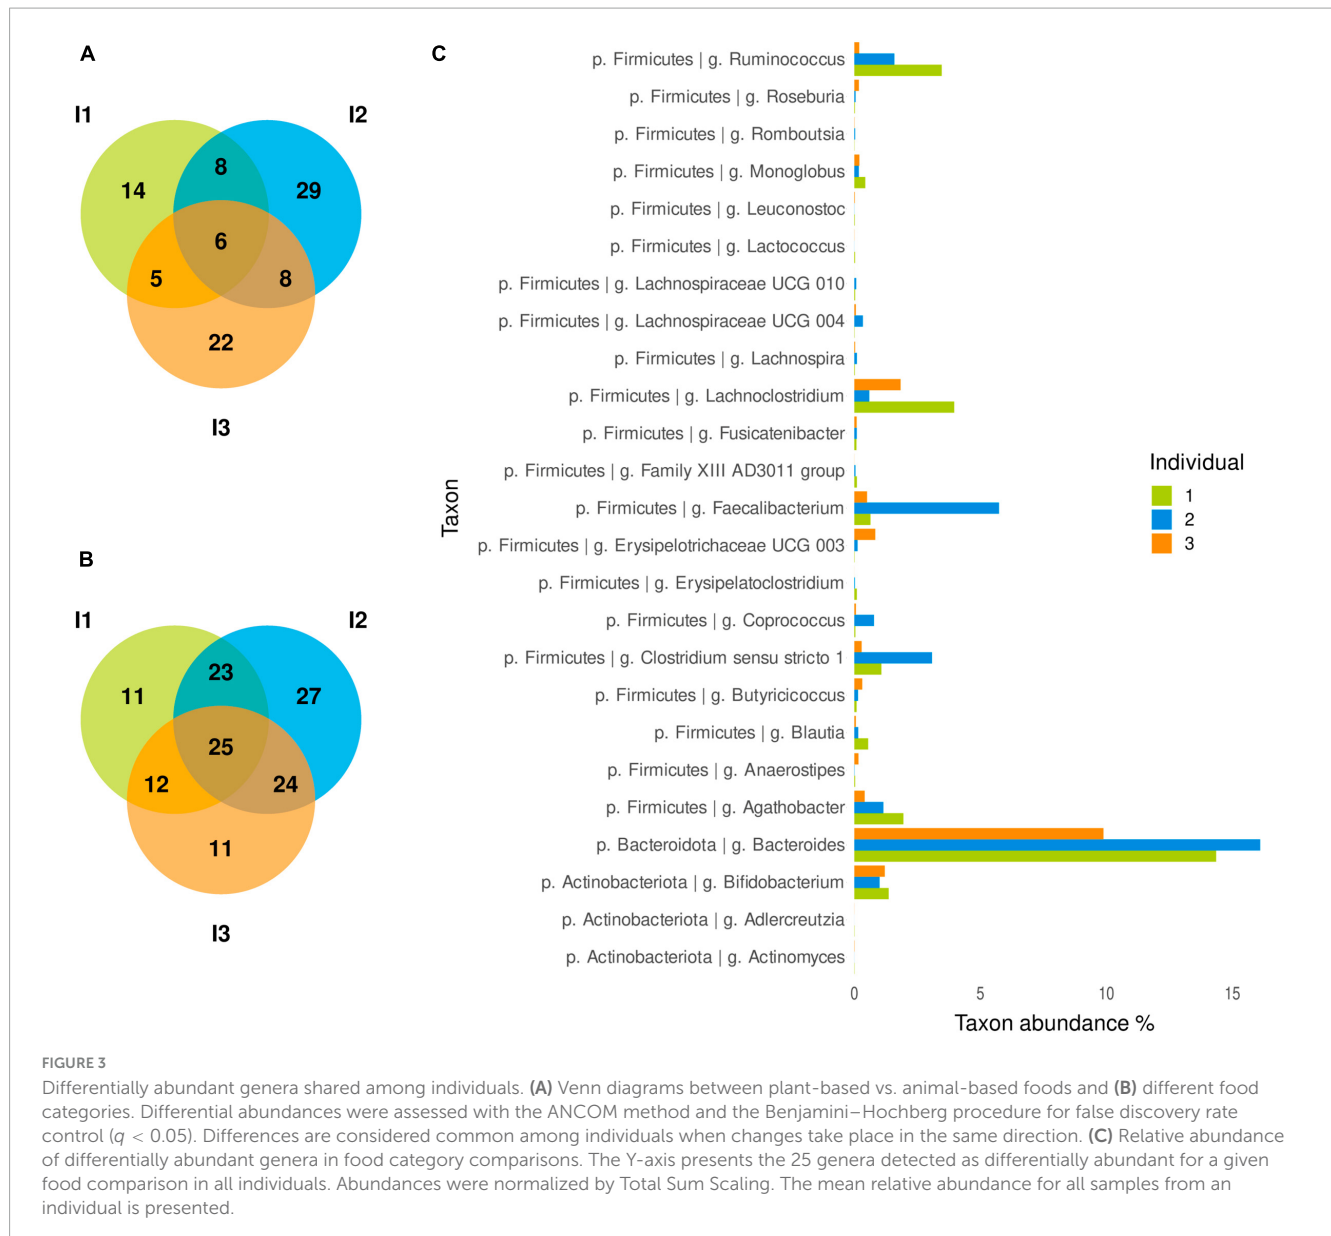 A
I1
I2
14
8
29
6
5
8
22
I3
B
I1
I2
11
23
27
25
12
24
11
I3
C
Taxon
p. Firmicutes | g. Ruminococcus
p. Firmicutes | g. Roseburia
p. Firmicutes | g. Romboutsia
p. Firmicutes | g. Monoglobus
p. Firmicutes | g. Leuconostoc
p. Firmicutes | g. Lactococcus
p. Firmicutes | g. Lachnospiraceae UCG 010
p. Firmicutes | g. Lachnospiraceae UCG 004
p. Firmicutes | g. Lachnospira
p. Firmicutes | g. Lachnoclostridium
p. Firmicutes | g. Fusicatenibacter
p. Firmicutes | g. Family XIII AD3011 group
p. Firmicutes | g. Faecalibacterium
p. Firmicutes | g. Erysipelotrichaceae UCG 003
p. Firmicutes | g. Erysipelatoclostridium
p. Firmicutes | g. Coprococcus
p. Firmicutes | g. Clostridium sensu stricto 1
p. Firmicutes | g. Butyricicoccus
p. Firmicutes | g. Blautia
p. Firmicutes | g. Anaerostipes
p. Firmicutes | g. Agathobacter
p. Bacteroidota | g. Bacteroides
p. Actinobacteriota | g. Bifidobacterium
p. Actinobacteriota | g. Adlercreutzia
p. Actinobacteriota | g. Actinomyces
0 5 10 15
Taxon abundance %
Individual
1
2
3
FIGURE 3
Differentially abundant genera shared among individuals. (A) Venn diagrams between plant-based vs. animal-based foods and (B) different food
categories. Differential abundances were assessed with the ANCOM method and the Benjamini–Hochberg procedure for false discovery rate
control (q < 0.05). Differences are considered common among individuals when changes take place in the same direction. (C) Relative abundance
of differentially abundant genera in food category comparisons. The Y-axis presents the 25 genera detected as differentially abundant for a given
food comparison in all individuals. Abundances were normalized by Total Sum Scaling. The mean relative abundance for all samples from an
individual is presented.